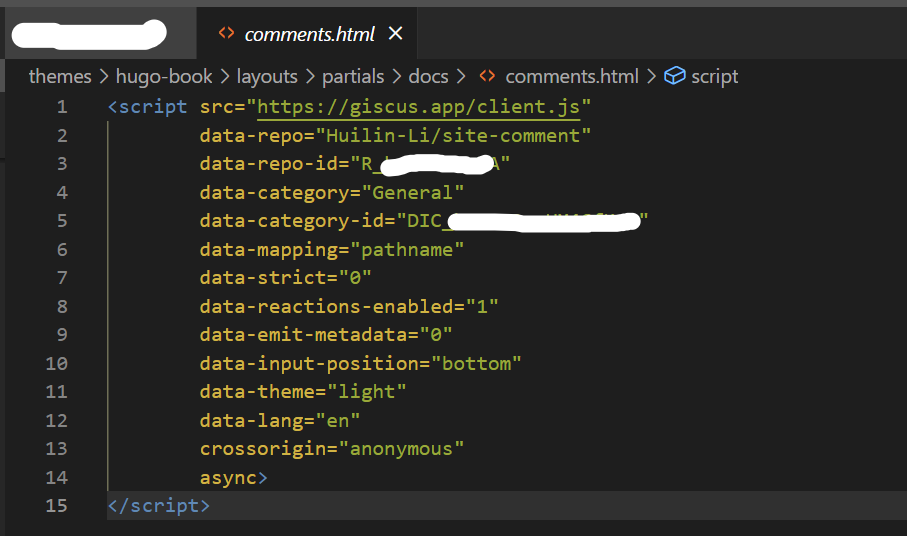 comments.html
themes > hugo-book > layouts > partials > docs > comments.html > script
1 <script src="https://giscus.app/client.js"
2 data-repo="Huilin-Li/site-comment"
3 data-repo-id="R_ A"
4 data-category="General"
5 data-category-id="DIC_ "
6 data-mapping="pathname"
7 data-strict="0"
8 data-reactions-enabled="1"
9 data-emit-metadata="0"
10 data-input-position="bottom"
11 data-theme="light"
12 data-lang="en"
13 crossorigin="anonymous"
14 async>
15 </script>